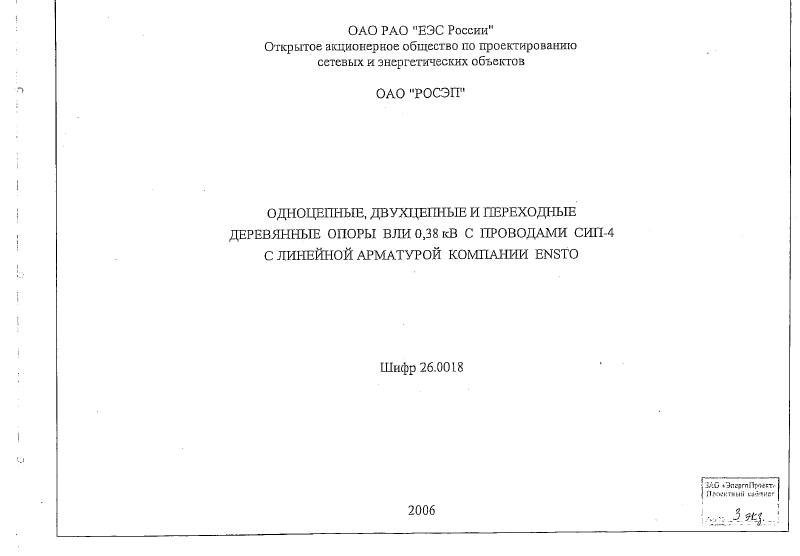 ОАО РАО "ЕЭС России"
Открытое акционерное общество по проектированию
сетевых и энергетических объектов
ОАО "РОСЭП"
ОДНОЦЕПНЫЕ, ДВУХЦЕПНЫЕ И ПЕРЕХОДНЫЕ
ДЕРЕВЯННЫЕ ОПОРЫ ВЛИ 0,38 кВ С ПРОВОДАМИ СИП-4
С ЛИНЕЙНОЙ АРМАТУРОЙ КОМПАНИИ ENSTO
Шифр 26.0018
2006
ЗАО «ЭнергоПроект»
Проектный кабинет
3 экз.